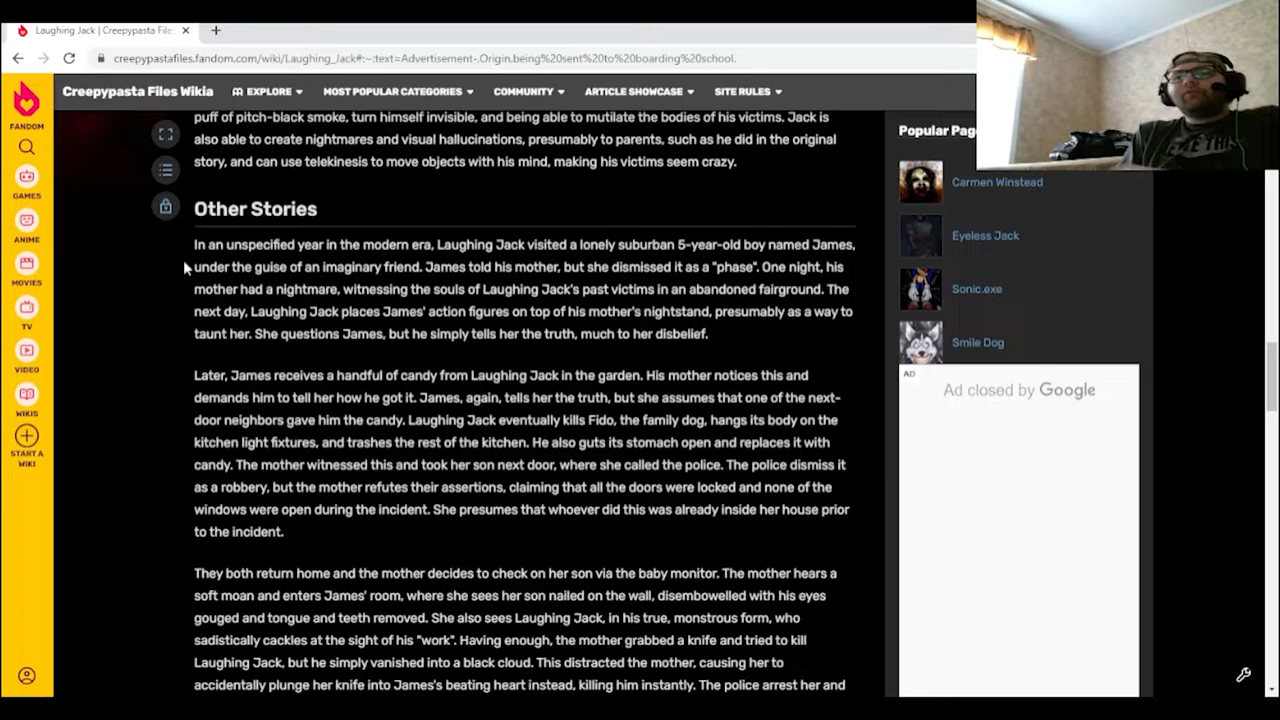 Laughing Jack | Creepypasta File:
creepypastafiles.fandom.com/wiki/Laughing_Jack#:~:text=Advertisement-,Origin,being%20sent%20to%20boarding%20school.
FANDOM
GAMES
ANIME
MOVIES
TV
VIDEO
WIKIS
START A
WIKI
Creepypasta Files Wikia
EXPLORE
MOST POPULAR CATEGORIES
COMMUNITY
ARTICLE SHOWCASE
SITE RULES
puff of pitch-black smoke, turn himself invisible, and being able to mutilate the bodies of his victims. Jack is
also able to create nightmares and visual hallucinations, presumably to parents, such as he did in the original
story, and can use telekinesis to move objects with his mind, making his victims seem crazy.
Other Stories
In an unspecified year in the modern era, Laughing Jack visited a lonely suburban 5-year-old boy named James,
under the guise of an imaginary friend. James told his mother, but she dismissed it as a "phase". One night, his
mother had a nightmare, witnessing the souls of Laughing Jack's past victims in an abandoned fairground. The
next day, Laughing Jack places James' action figures on top of his mother's nightstand, presumably as a way to
taunt her. She questions James, but he simply tells her the truth, much to her disbelief.
Later, James receives a handful of candy from Laughing Jack in the garden. His mother notices this and
demands him to tell her how he got it. James, again, tells her the truth, but she assumes that one of the next-
door neighbors gave him the candy. Laughing Jack eventually kills Fido, the family dog, hangs its body on the
kitchen light fixtures, and trashes the rest of the kitchen. He also guts its stomach open and replaces it with
candy. The mother witnessed this and took her son next door, where she called the police. The police dismiss it
as a robbery, but the mother refutes their assertions, claiming that all the doors were locked and none of the
windows were open during the incident. She presumes that whoever did this was already inside her house prior
to the incident.
They both return home and the mother decides to check on her son via the baby monitor. The mother hears a
soft moan and enters James' room, where she sees her son nailed on the wall, disembowelled with his eyes
gouged and tongue and teeth removed. She also sees Laughing Jack, in his true, monstrous form, who
sadistically cackles at the sight of his "work". Having enough, the mother grabbed a knife and tried to kill
Laughing Jack, but he simply vanished into a black cloud. This distracted the mother, causing her to
accidentally plunge her knife into James's beating heart instead, killing him instantly. The police arrest her and
Popular Pag
Carmen Winstead
Eyeless Jack
Sonic.exe
Smile Dog
AD
Ad closed by Google